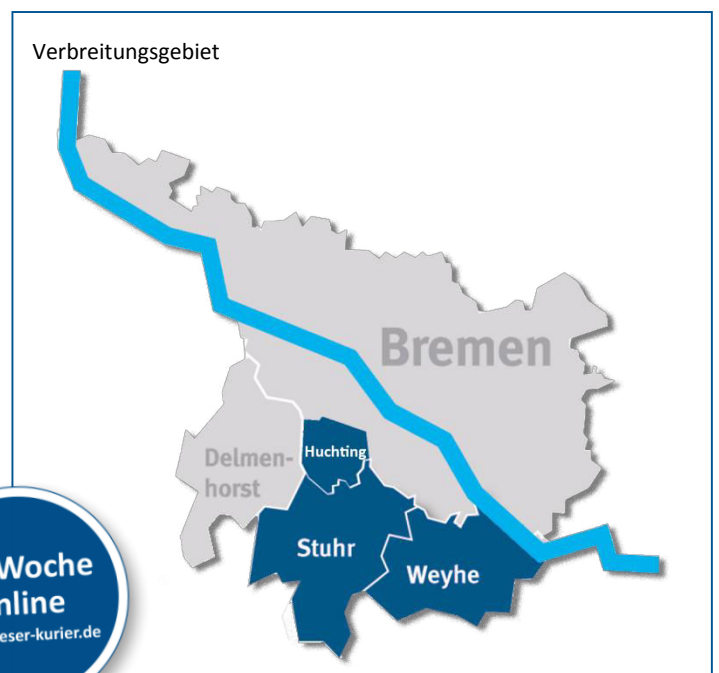 Verbreitungsgebiet
Bremen
Huchting
Delmen-
horst
Stuhr
Weyhe
Woche
nline
eser-kurier.de